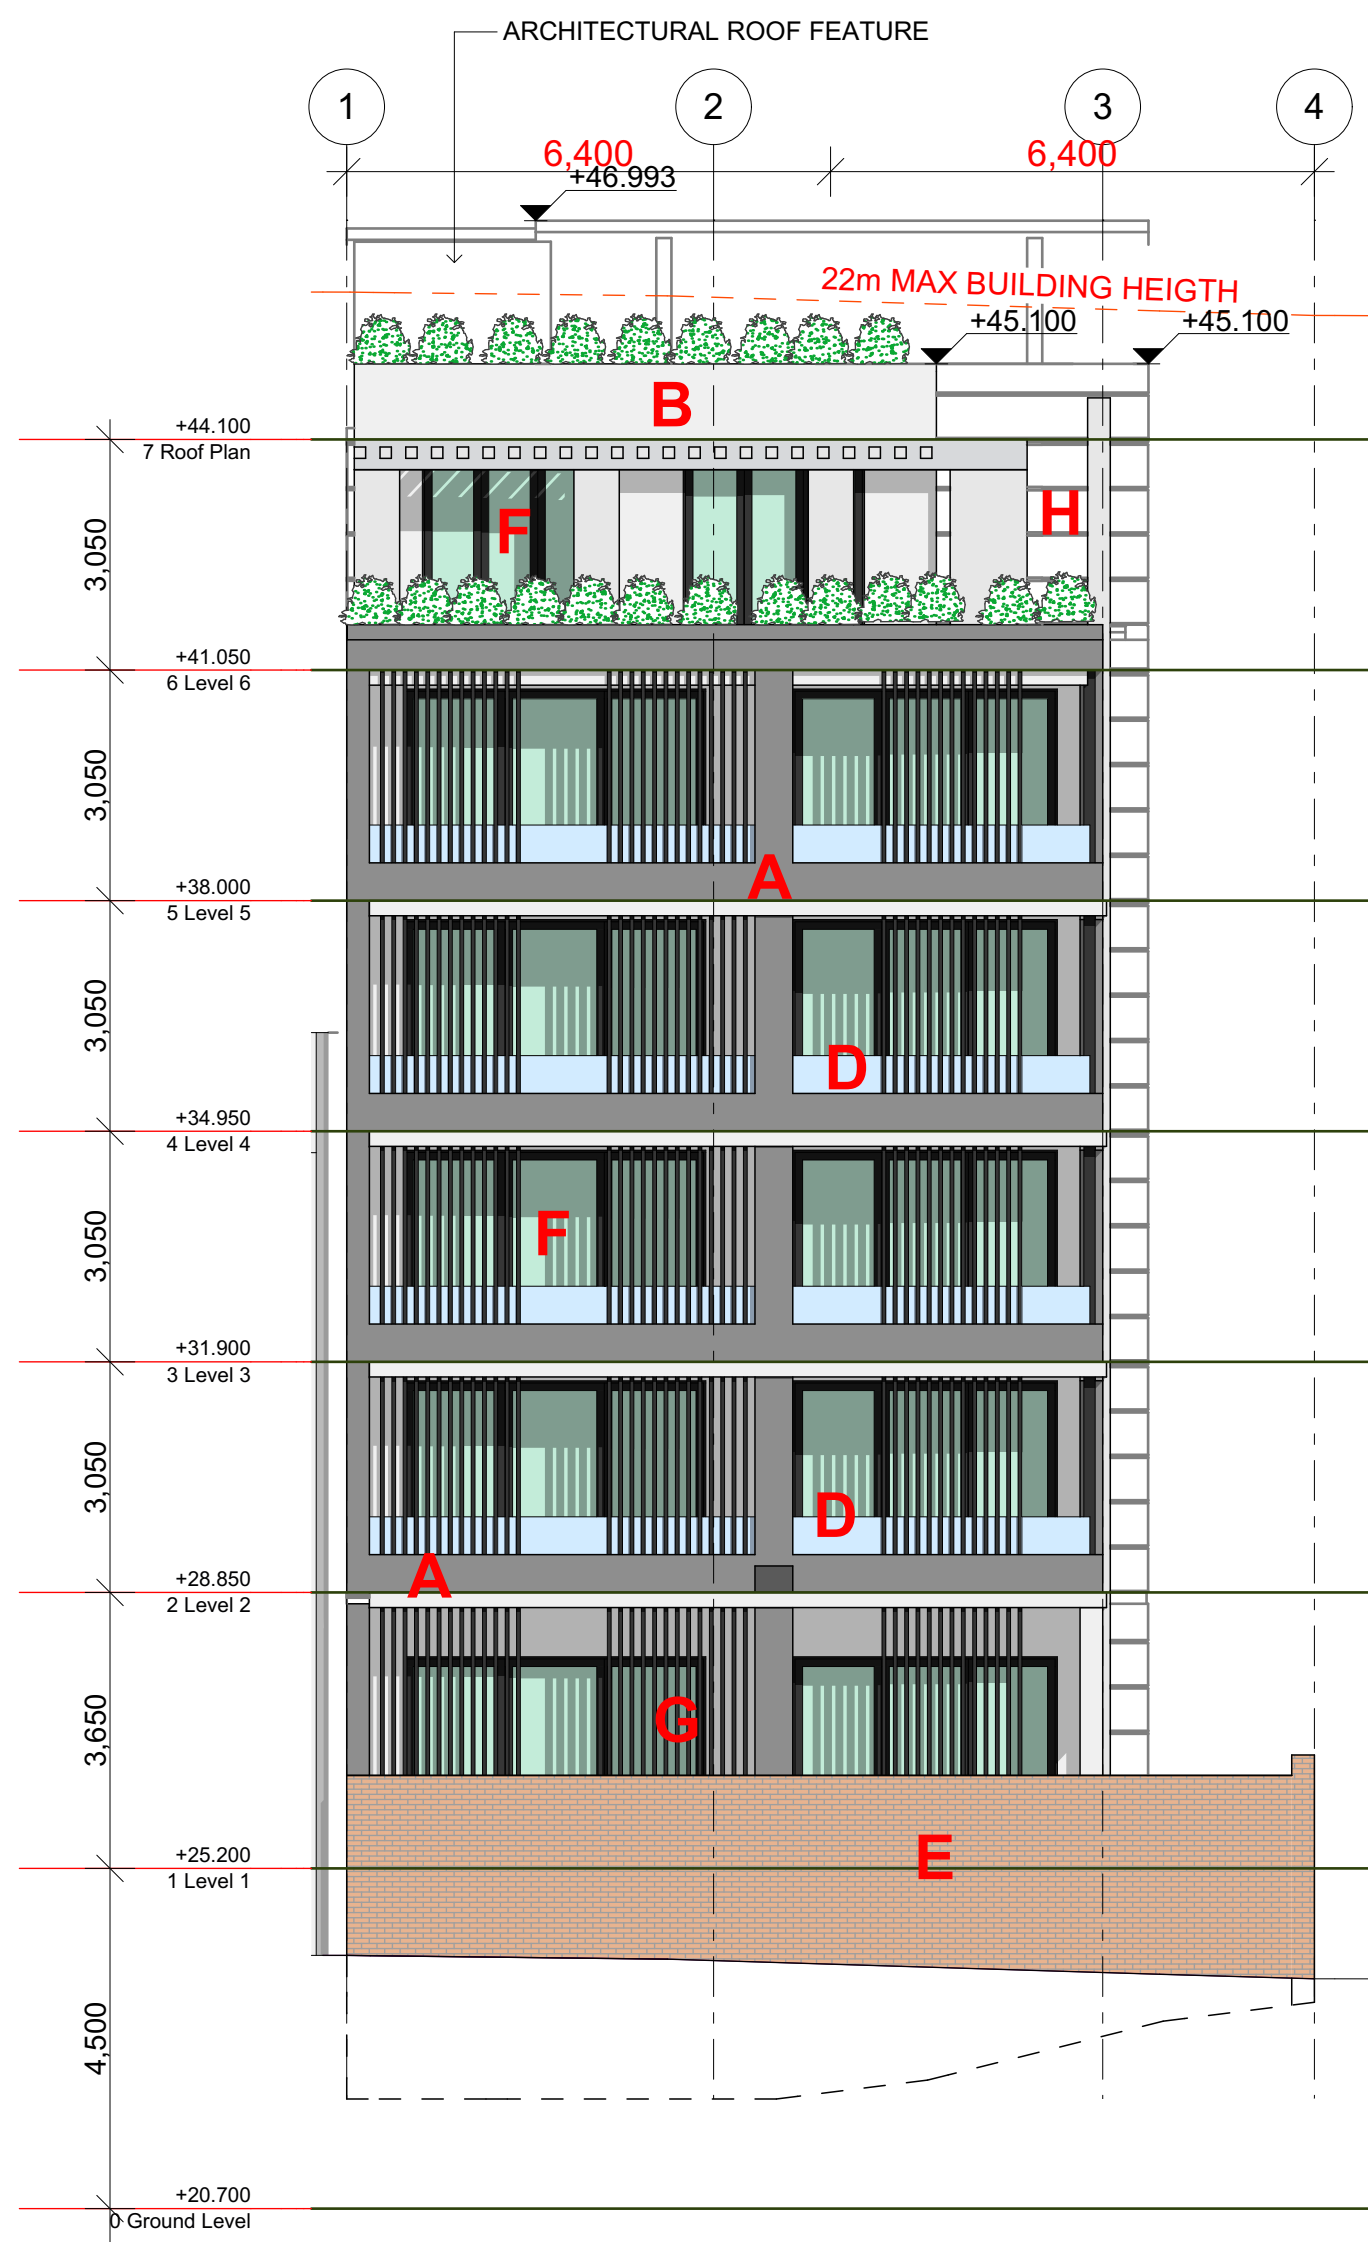 ARCHITECTURAL ROOF FEATURE
1 2 3 4
6,400 6,400
+46.993
22m MAX BUILDING HEIGTH
+45.100 +45.100
B
+44.100
7 Roof Plan
H
F
3,050
+41.050
6 Level 6
3,050
A
+38.000
5 Level 5
3,050
D
+34.950
4 Level 4
3,050
F
+31.900
3 Level 3
3,050
D
A
+28.850
2 Level 2
3,650
G
E
+25.200
1 Level 1
4,500
+20.700
0 Ground Level